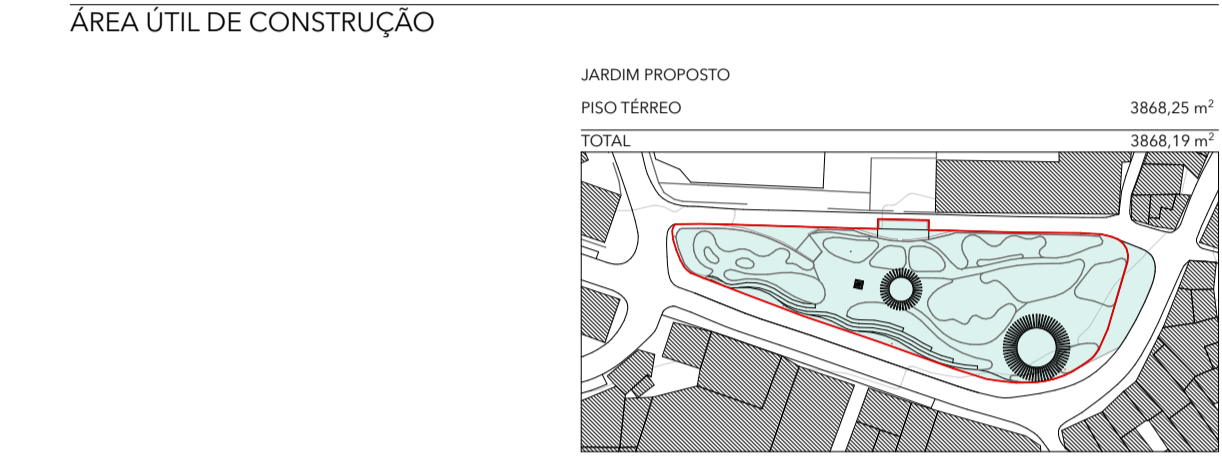 ÁREA ÚTIL DE CONSTRUÇÃO
JARDIM PROPOSTO
PISO TÉRREO 3868,25 m²
TOTAL 3868,19 m²